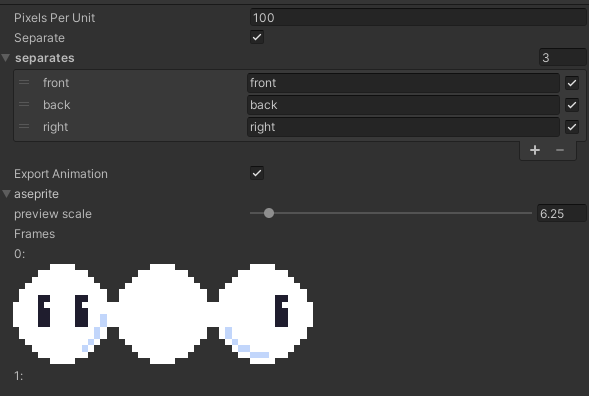 Pixels Per Unit 100
Separate
separates 3
front front
back back
right right
Export Animation
aseprite
preview scale 6.25
Frames
0:
1: